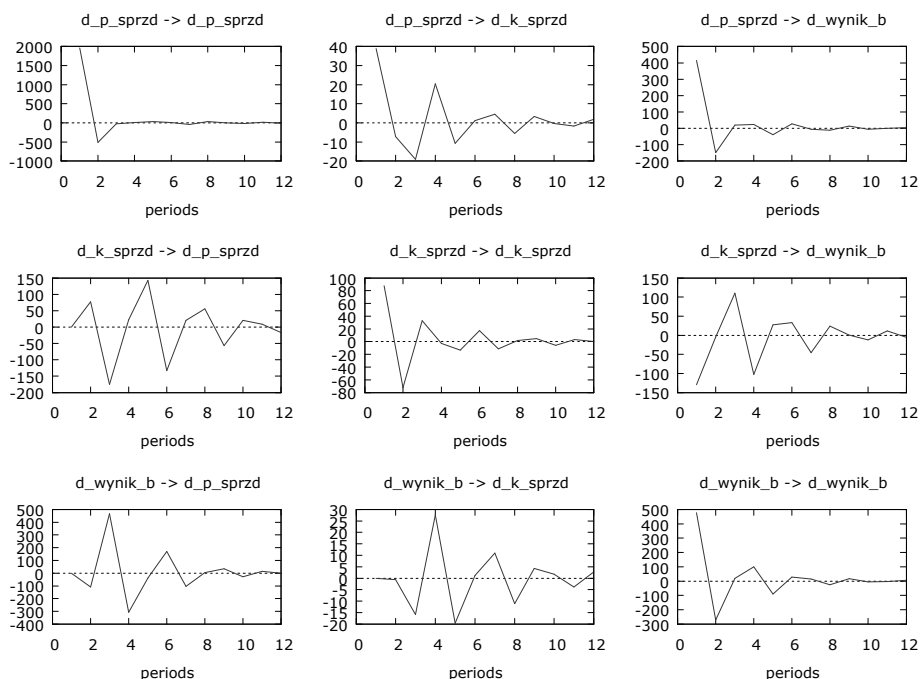 d_p_sprzd -> d_p_sprzd
2000
1500
1000
500
0
-500
-1000
0 2 4 6 8 10 12
periods
d_p_sprzd -> d_k_sprzd
40
30
20
10
0
-10
-20
0 2 4 6 8 10 12
periods
d_p_sprzd -> d_wynik_b
500
400
300
200
100
0
-100
-200
0 2 4 6 8 10 12
periods
d_k_sprzd -> d_p_sprzd
150
100
50
0
-50
-100
-150
-200
0 2 4 6 8 10 12
periods
d_k_sprzd -> d_k_sprzd
100
80
60
40
20
0
-20
-40
-60
-80
0 2 4 6 8 10 12
periods
d_k_sprzd -> d_wynik_b
150
100
50
0
-50
-100
-150
0 2 4 6 8 10 12
periods
d_wynik_b -> d_p_sprzd
500
400
300
200
100
0
-100
-200
-300
-400
0 2 4 6 8 10 12
periods
d_wynik_b -> d_k_sprzd
30
25
20
15
10
5
0
-5
-10
-15
-20
0 2 4 6 8 10 12
periods
d_wynik_b -> d_wynik_b
500
400
300
200
100
0
-100
-200
-300
0 2 4 6 8 10 12
periods